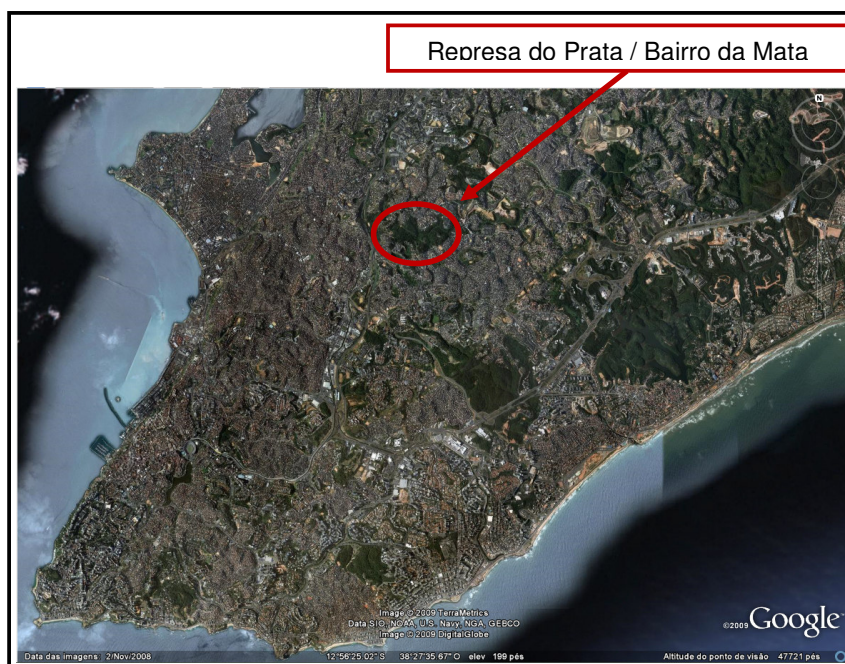 Represa do Prata / Bairro da Mata
N
Image © 2009 TerraMetrics
Data SIO, NOAA, U.S. Navy, NGA, GEBCO
Image © 2009 DigitalGlobe
©2009 Google
Data das imagens: 2/Nov/2008 12°56'25.02"S 38°27'35.67"O elev 199 pés Altitude do ponto de visão 47721 pés